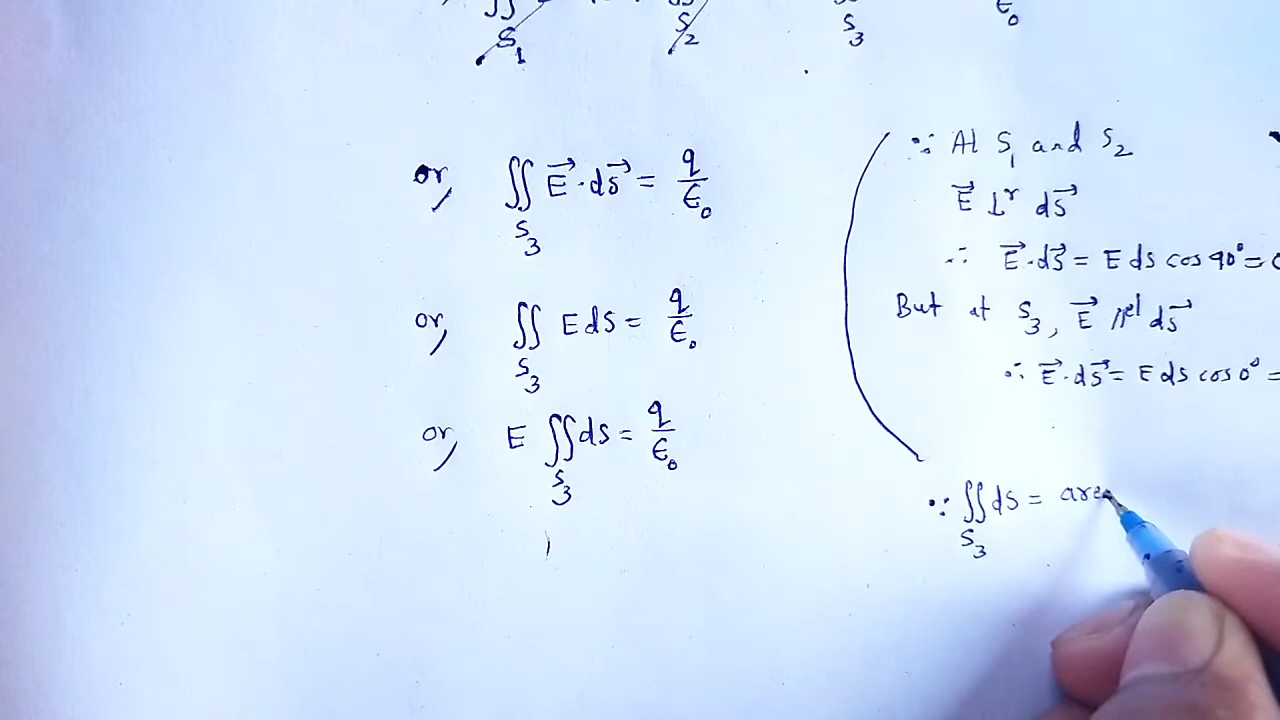 S₁ S₂ S₃ ε₀
or, ∬ E⃗·ds⃗ = q/ε₀
S₃
or, ∬ E ds = q/ε₀
S₃
or, E ∬ ds = q/ε₀
S₃
∵ At S₁ and S₂
E⃗ ⊥ʳ ds⃗
∴ E⃗·ds⃗ = E ds cos 90° = 0
But at S₃, E⃗ ∥ᵉˡ ds⃗
∴ E⃗·ds⃗ = E ds cos 0° =
∵ ∬ ds = area
S₃